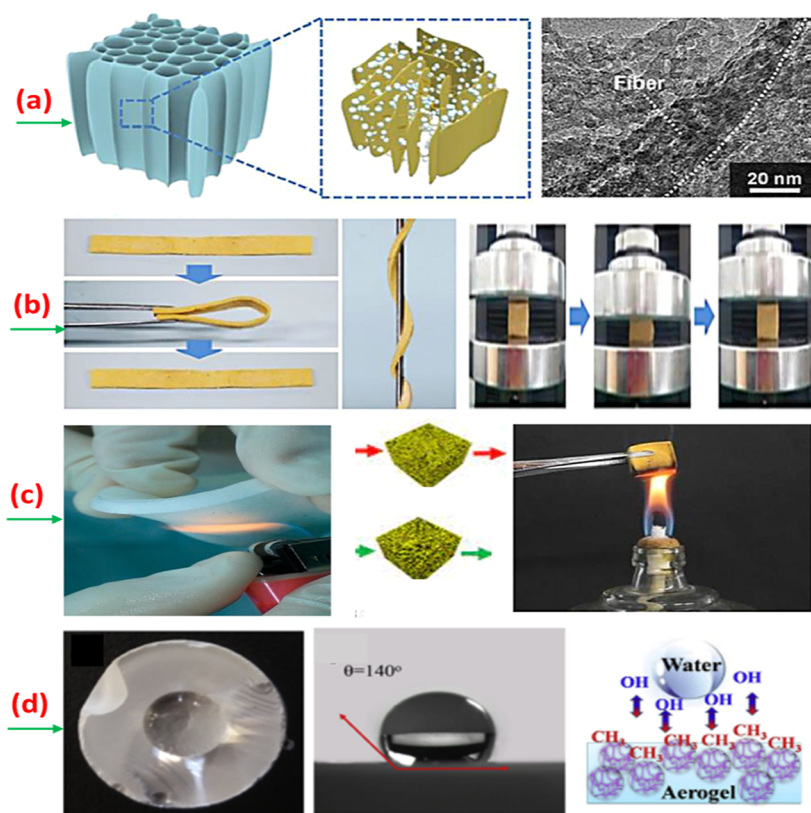 (a)
Fiber
20 nm
(b)
(c)
(d)
θ=140°
Water
OH
OH
OH
OH
CH₃
CH₃
CH₃
CH₃
CH₃
CH₃
Aerogel